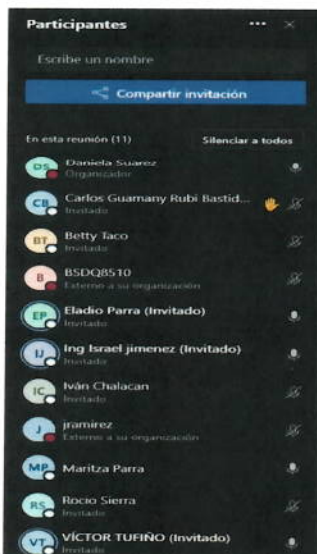 Participantes
Escribe un nombre
Compartir invitación
En esta reunión (11)
Silenciar a todos
DS
Daniela Suarez
Organizador
CB
Carlos Guamany Rubi Bastid...
Invitado
BT
Betty Taco
Invitado
B
BSDQ8510
Externo a su organización
EP
Eladio Parra (Invitado)
Invitado
IJ
Ing Israel jimenez (Invitado)
Invitado
IC
Iván Chalacan
Invitado
J
jramirez
Externo a su organización
MP
Maritza Parra
RS
Rocio Sierra
Invitado
VT
VÍCTOR TUFIÑO (Invitado)
Invitado